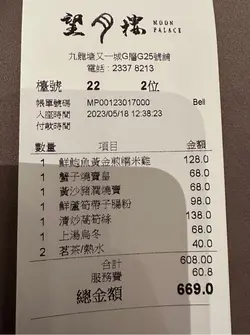 望月樓 MOON PALACE
九龍塘又一城G層G25號舖
電話 : 2337 8213
檯號 22 2位
帳單號碼 MP00123017000 Bell
入座時間 2023/05/18 12:38:23
付款時間
數量 項目 金額
1 鮮鮑魚黃金煎糯米雞 128.0
1 蟹子燒賣皇 68.0
1 黃沙豬潤燒賣 68.0
1 鮮蘆筍帶子腸粉 98.0
1 清炒萵筍絲 138.0
1 上湯烏冬 68.0
2 茗茶/熱水 40.0
合計 608.00
服務費 60.8
總金額 669.0